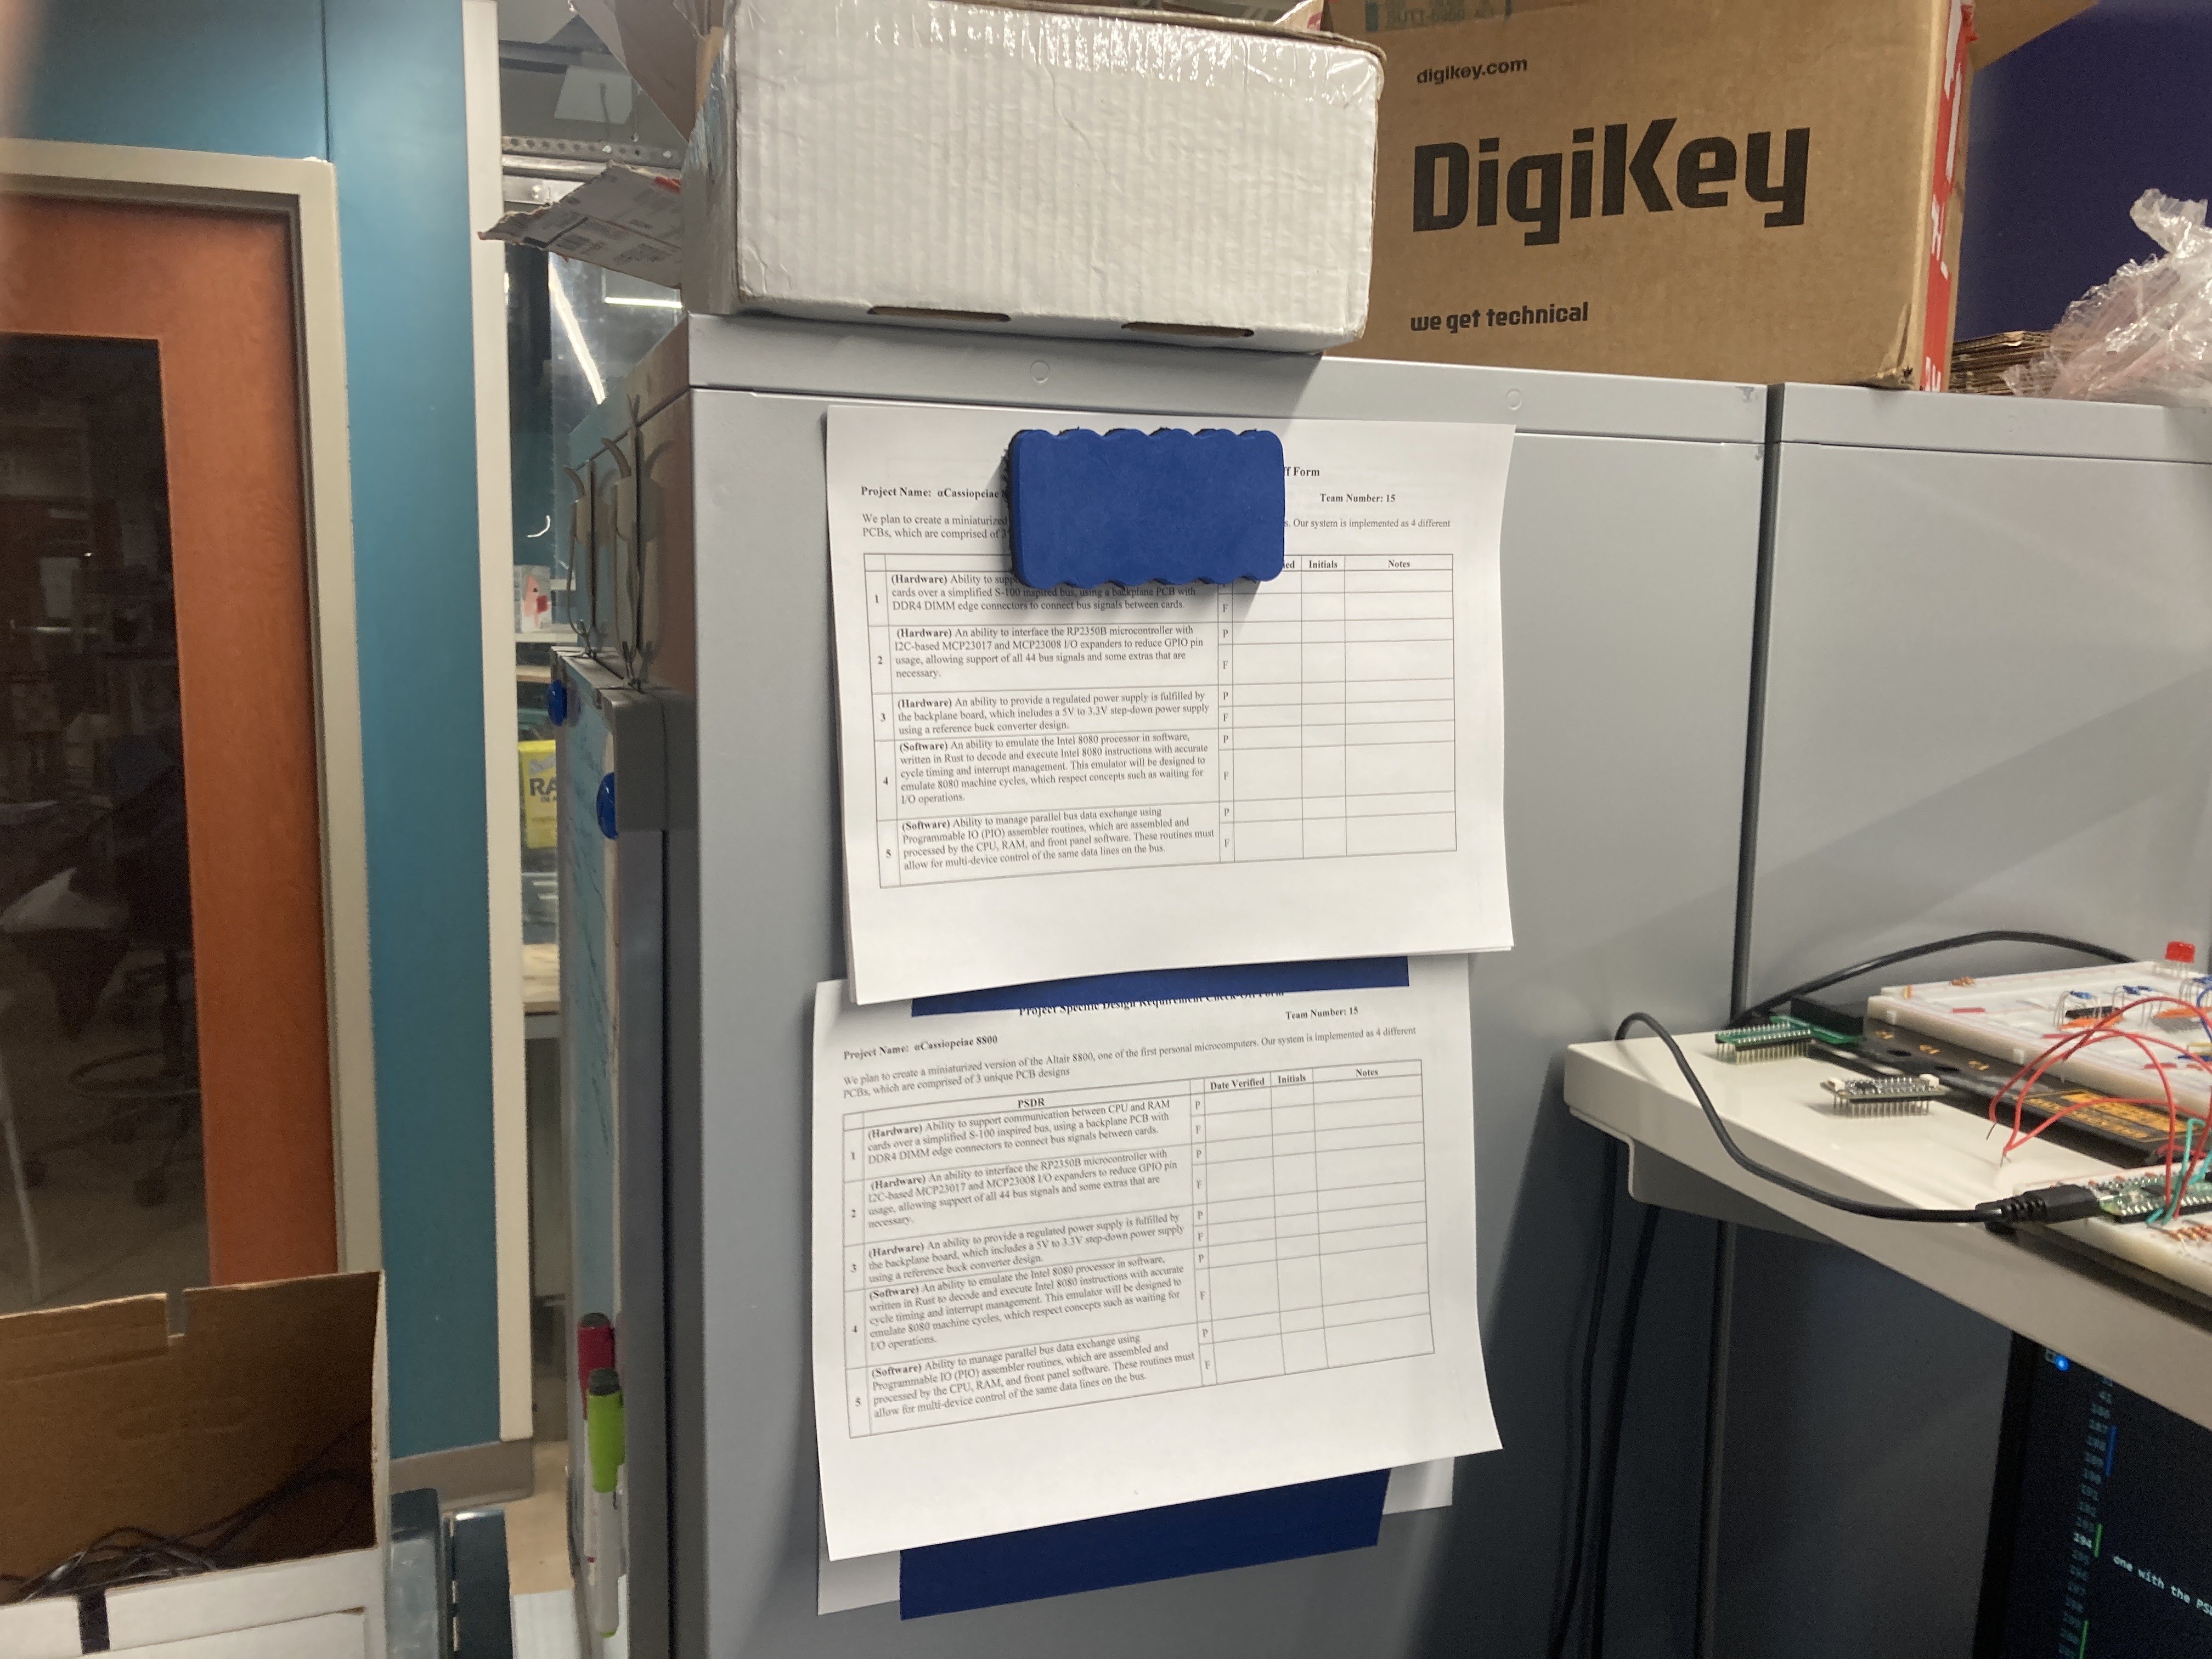 digikey.com
DigiKey
we get technical
f Form
Project Name: αCassiopeiae
Team Number: 15
We plan to create a miniaturized
s. Our system is implemented as 4 different
PCBs, which are comprised of 3
Initials
Notes
1
(Hardware) Ability to supp
cards over a simplified S-100 inspired bus, using a backplane PCB with
DDR4 DIMM edge connectors to connect bus signals between cards.
F
2
(Hardware) An ability to interface the RP2350B microcontroller with
I2C-based MCP23017 and MCP23008 I/O expanders to reduce GPIO pin
usage, allowing support of all 44 bus signals and some extras that are
necessary.
P
F
3
(Hardware) An ability to provide a regulated power supply is fulfilled by
the backplane board, which includes a 5V to 3.3V step-down power supply
using a reference buck converter design.
P
F
4
(Software) An ability to emulate the Intel 8080 processor in software,
written in Rust to decode and execute Intel 8080 instructions with accurate
cycle timing and interrupt management. This emulator will be designed to
emulate 8080 machine cycles, which respect concepts such as waiting for
I/O operations.
P
F
5
(Software) Ability to manage parallel bus data exchange using
Programmable IO (PIO) assembler routines, which are assembled and
processed by the CPU, RAM, and front panel software. These routines must
allow for multi-device control of the same data lines on the bus.
P
F
Project Specific Design Requirement Check-Off Form
Project Name: αCassiopeiae 8800
Team Number: 15
We plan to create a miniaturized version of the Altair 8800, one of the first personal microcomputers. Our system is implemented as 4 different
PCBs, which are comprised of 3 unique PCB designs
PSDR
Date Verified
Initials
Notes
1
(Hardware) Ability to support communication between CPU and RAM
cards over a simplified S-100 inspired bus, using a backplane PCB with
DDR4 DIMM edge connectors to connect bus signals between cards.
P
F
2
(Hardware) An ability to interface the RP2350B microcontroller with
I2C-based MCP23017 and MCP23008 I/O expanders to reduce GPIO pin
usage, allowing support of all 44 bus signals and some extras that are
necessary.
P
F
3
(Hardware) An ability to provide a regulated power supply is fulfilled by
the backplane board, which includes a 5V to 3.3V step-down power supply
using a reference buck converter design.
P
F
4
(Software) An ability to emulate the Intel 8080 processor in software,
written in Rust to decode and execute Intel 8080 instructions with accurate
cycle timing and interrupt management. This emulator will be designed to
emulate 8080 machine cycles, which respect concepts such as waiting for
I/O operations.
P
F
5
(Software) Ability to manage parallel bus data exchange using
Programmable IO (PIO) assembler routines, which are assembled and
processed by the CPU, RAM, and front panel software. These routines must
allow for multi-device control of the same data lines on the bus.
P
F
RA
194
one with the PS